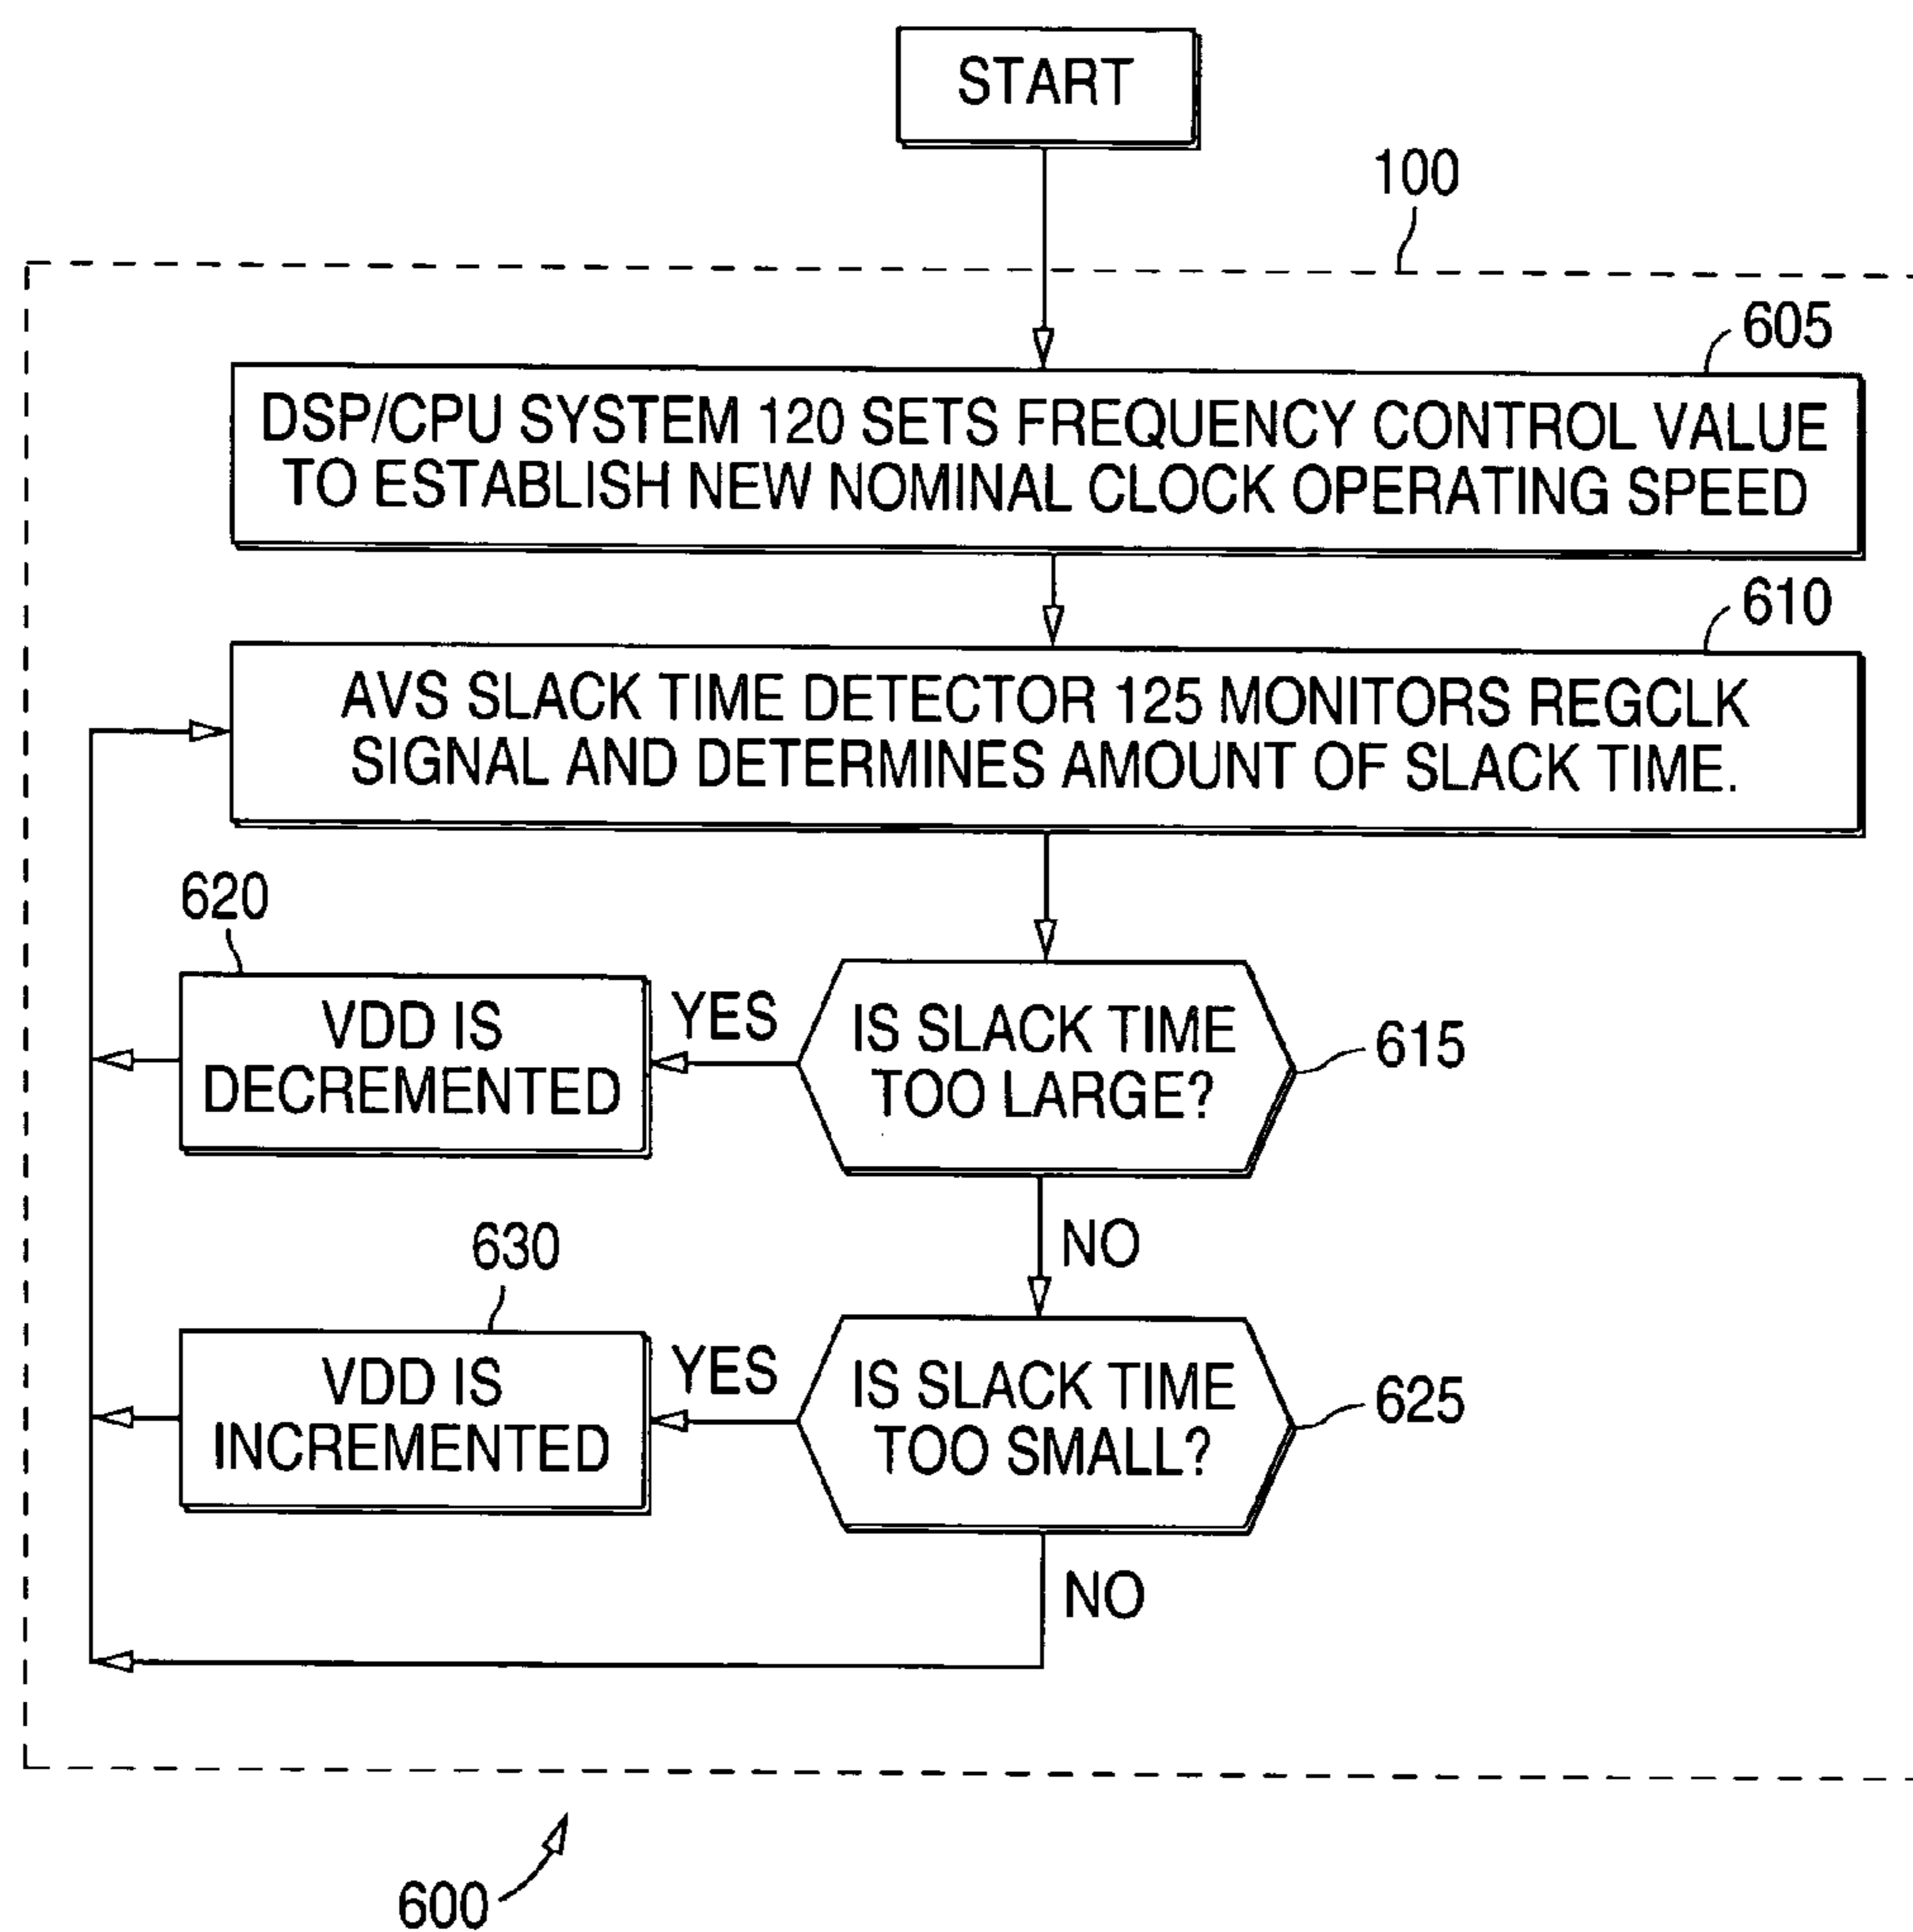 START
100
605
DSP/CPU SYSTEM 120 SETS FREQUENCY CONTROL VALUE
TO ESTABLISH NEW NOMINAL CLOCK OPERATING SPEED
610
AVS SLACK TIME DETECTOR 125 MONITORS REGCLK
SIGNAL AND DETERMINES AMOUNT OF SLACK TIME.
620
VDD IS
DECREMENTED
YES
IS SLACK TIME
TOO LARGE?
615
NO
630
VDD IS
INCREMENTED
YES
IS SLACK TIME
TOO SMALL?
625
NO
600